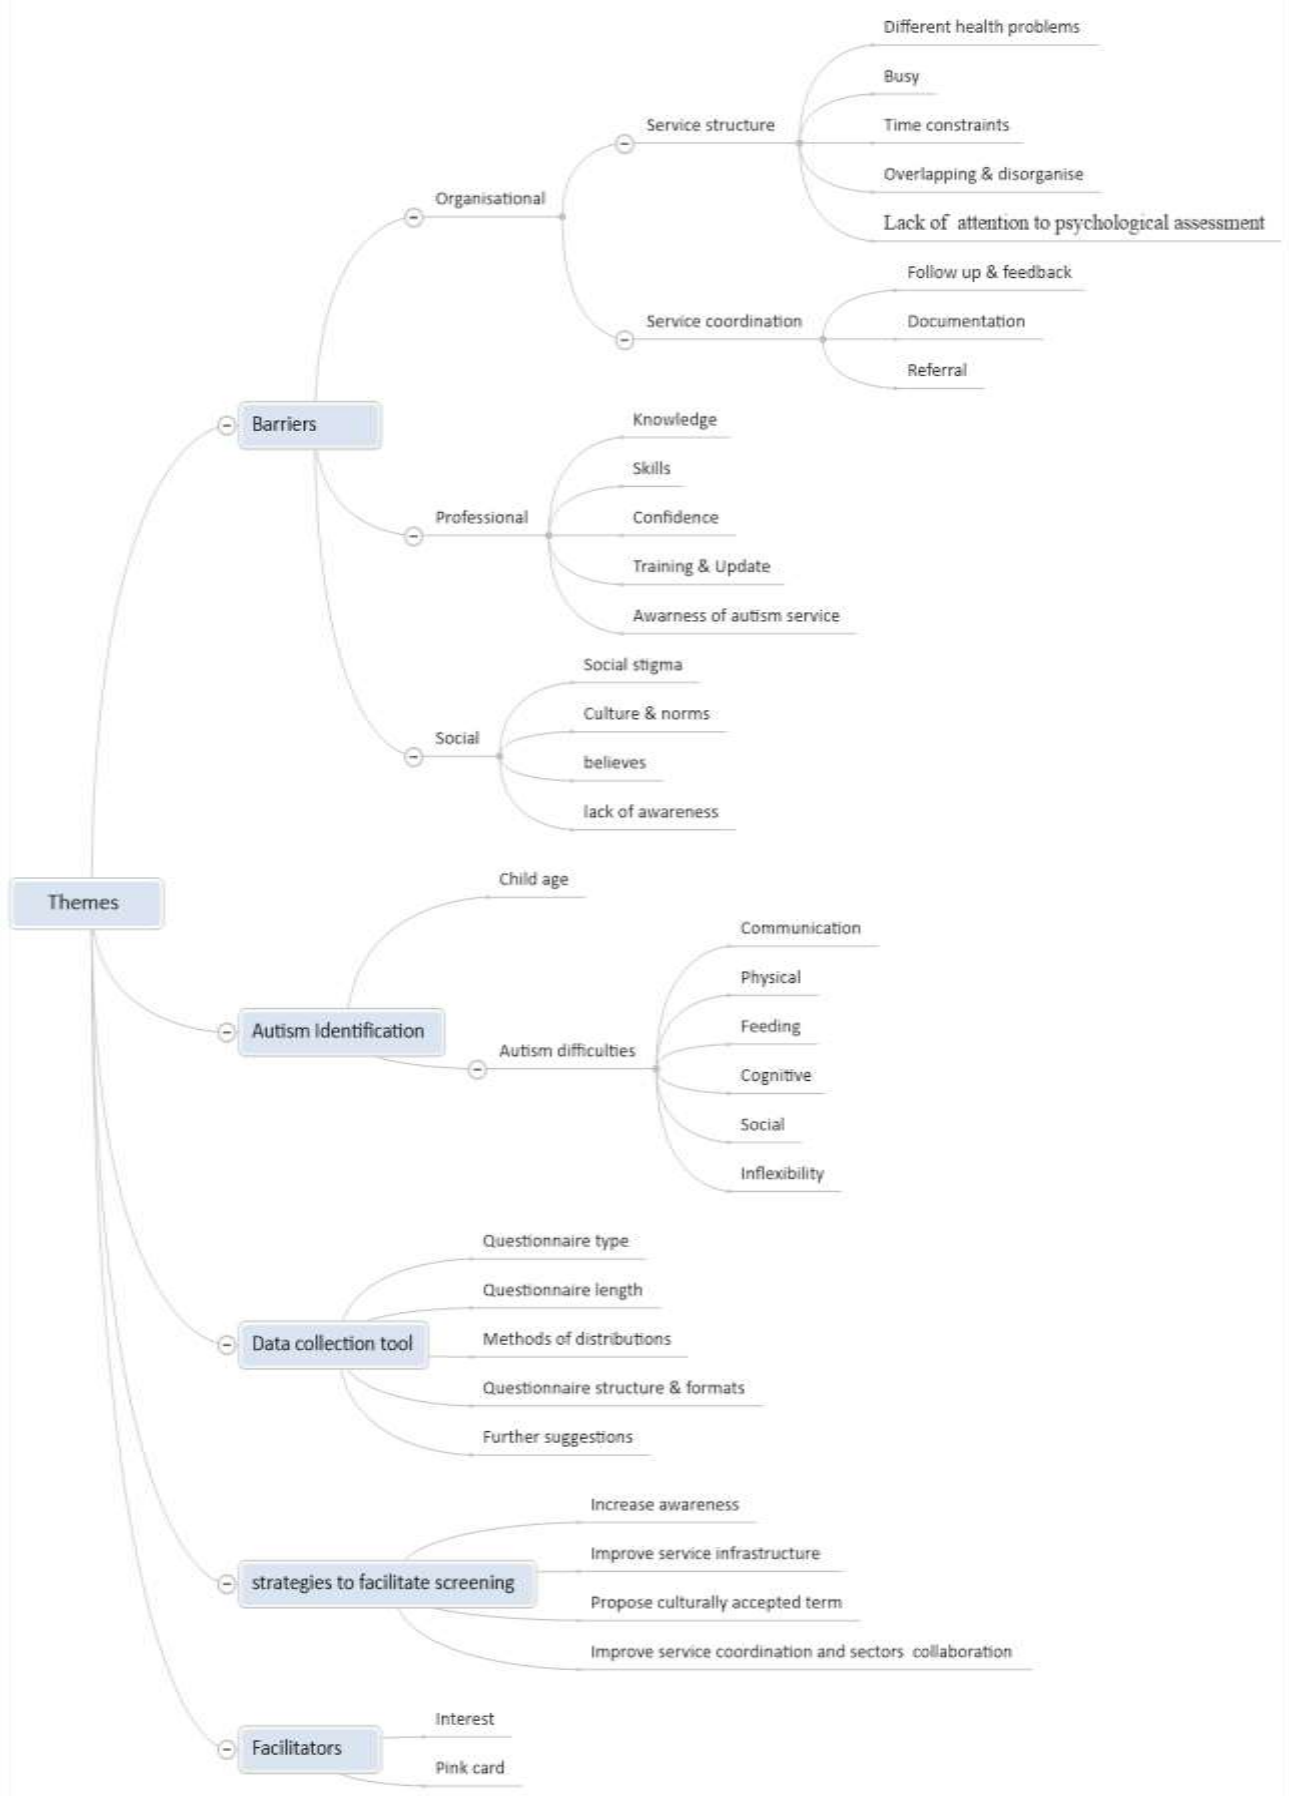 Different health problems
Busy
Service structure
Time constraints
Overlapping & disorganise
Organisational
Lack of attention to psychological assessment
Follow up & feedback
Service coordination
Documentation
Referral
Barriers
Knowledge
Skills
Professional
Confidence
Training & Update
Awarness of autism service
Social stigma
Culture & norms
Social
believes
lack of awareness
Themes
Child age
Communication
Physical
Autism Identification
Feeding
Autism difficulties
Cognitive
Social
Inflexibility
Questionnaire type
Questionnaire length
Data collection tool
Methods of distributions
Questionnaire structure & formats
Further suggestions
Increase awareness
Improve service infrastructure
strategies to facilitate screening
Propose culturally accepted term
Improve service coordination and sectors collaboration
Interest
Facilitators
Pink card